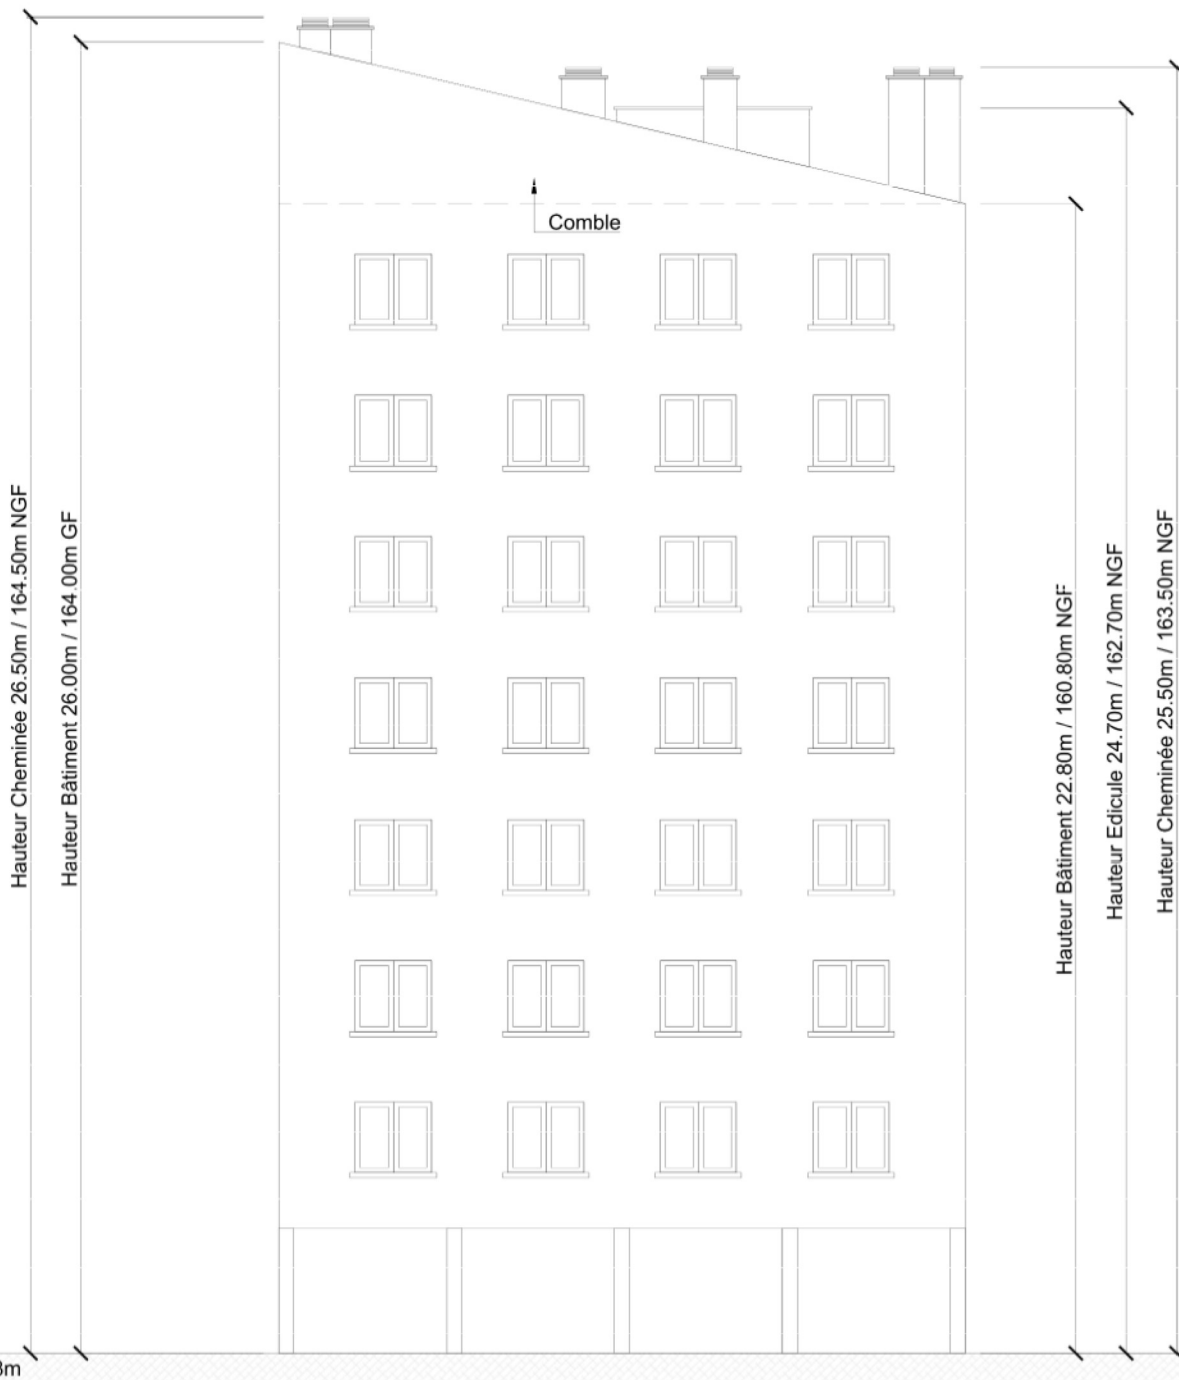 Comble
Hauteur Cheminée 26.50m / 164.50m NGF
Hauteur Bâtiment 26.00m / 164.00m GF
Hauteur Bâtiment 22.80m / 160.80m NGF
Hauteur Edicule 24.70m / 162.70m NGF
Hauteur Cheminée 25.50m / 163.50m NGF